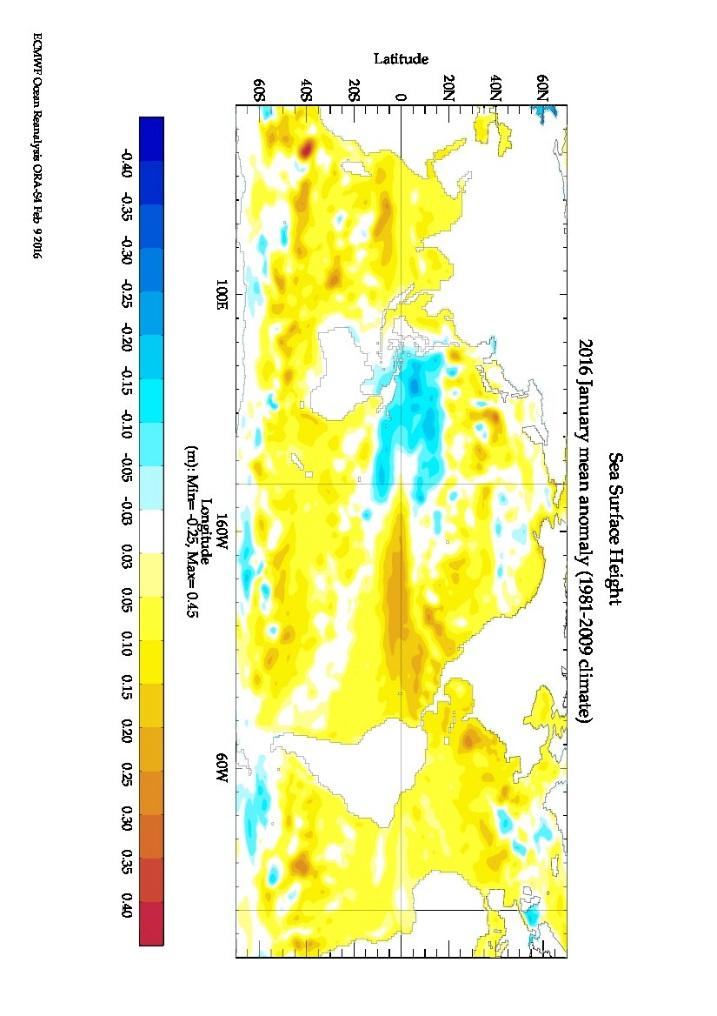 Sea Surface Height
2016 January mean anomaly (1981-2009 climate)
Latitude
60N
40N
20N
0
20S
40S
60S
100E 160W 60W
Longitude
(m): Min= -0.25, Max= 0.45
-0.40 -0.35 -0.30 -0.25 -0.20 -0.15 -0.10 -0.05 -0.03 0.03 0.05 0.10 0.15 0.20 0.25 0.30 0.35 0.40
ECMWF Ocean Reanalysis ORA-S4 Feb 9 2016